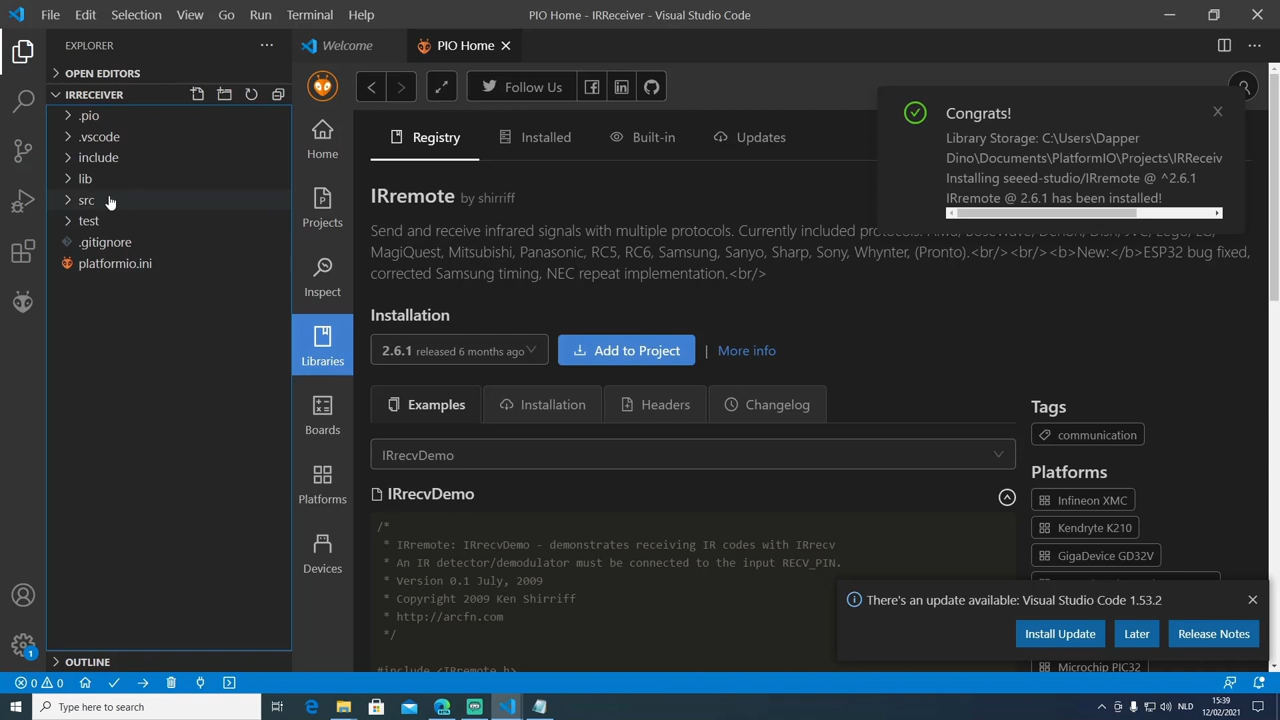 File Edit Selection View Go Run Terminal Help PIO Home - IRReceiver - Visual Studio Code
EXPLORER
OPEN EDITORS
IRRECEIVER
.pio
.vscode
include
lib
src
test
.gitignore
platformio.ini
OUTLINE
Welcome PIO Home
Follow Us
Home
Projects
Inspect
Libraries
Boards
Platforms
Devices
Registry Installed Built-in Updates
IRremote by shirriff
MagiQuest, Mitsubishi, Panasonic, RC5, RC6, Samsung, Sanyo, Sharp, Sony, Whynter, (Pronto).<br/><br/><b>New:</b>ESP32 bug fixed,
corrected Samsung timing, NEC repeat implementation.<br/>
Send and receive infrared signals with multiple protocols. Currently included protocols:
Installation
2.6.1 released 6 months ago Add to Project | More info
Examples Installation Headers Changelog
IRrecvDemo
IRrecvDemo
/*
* IRremote: IRrecvDemo - demonstrates receiving IR codes with IRrecv
* An IR detector/demodulator must be connected to the input RECV_PIN.
* Version 0.1 July, 2009
* Copyright 2009 Ken Shirriff
* http://arcfn.com
*/
#include <IRremote.h>
Tags
communication
Platforms
Infineon XMC
Kendryte K210
GigaDevice GD32V
Microchip PIC32
Congrats!
Library Storage: C:\Users\Dapper
Dino\Documents\PlatformIO\Projects\IRReceiv
Installing seeed-studio/IRremote @ ^2.6.1
IRremote @ 2.6.1 has been installed!
There's an update available: Visual Studio Code 1.53.2
Install Update Later Release Notes
1
0 0
Type here to search
NLD
15:39
12/02/2021